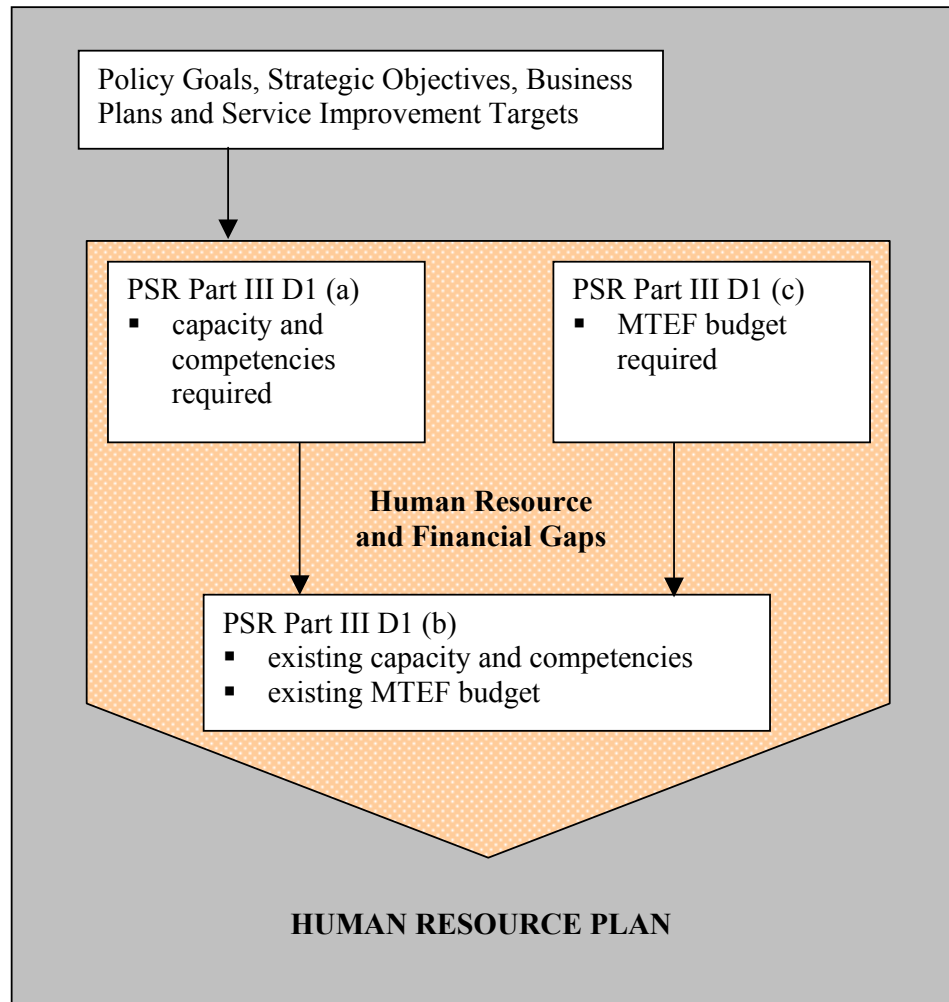 Policy Goals, Strategic Objectives, Business
Plans and Service Improvement Targets
PSR Part III D1 (a)
▪ capacity and
competencies
required
PSR Part III D1 (c)
▪ MTEF budget
required
Human Resource
and Financial Gaps
PSR Part III D1 (b)
▪ existing capacity and competencies
▪ existing MTEF budget
HUMAN RESOURCE PLAN